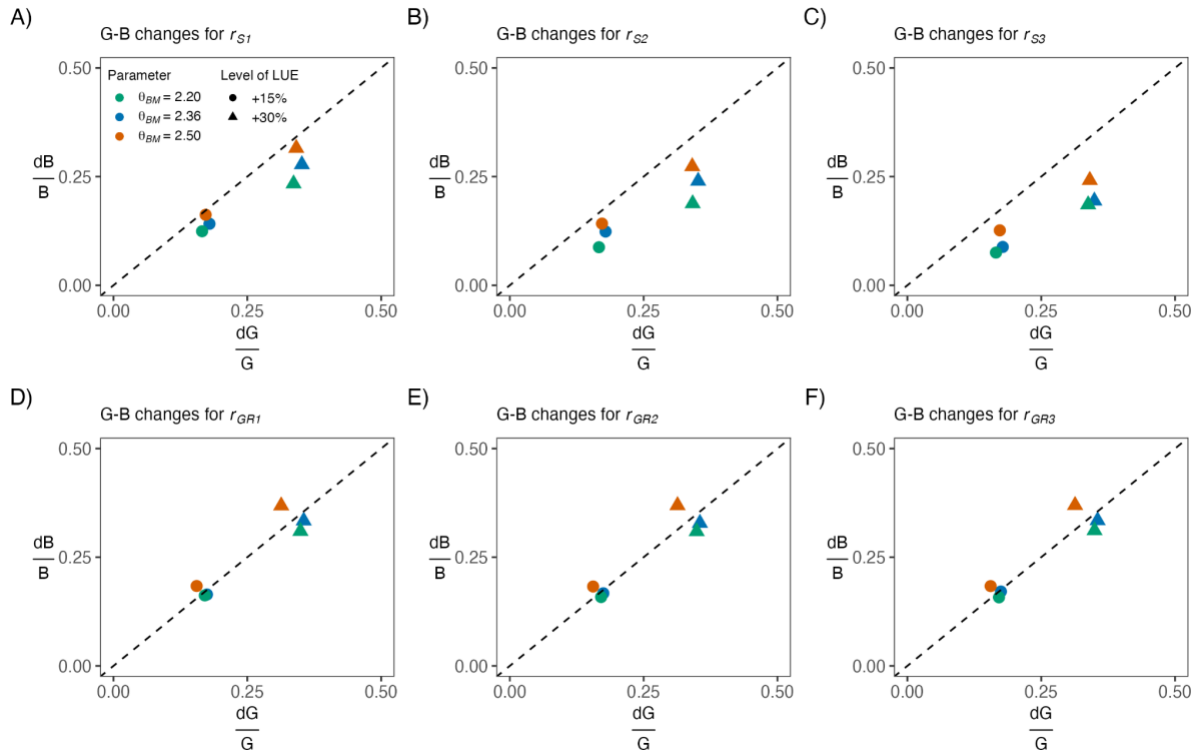 A)
G-B changes for r_S1
Parameter
θ_BM = 2.20
θ_BM = 2.36
θ_BM = 2.50
Level of LUE
+15%
+30%
0.50
0.25
0.00
dB
B
0.00 0.25 0.50
dG
G
B)
G-B changes for r_S2
0.50
0.25
0.00
dB
B
0.00 0.25 0.50
dG
G
C)
G-B changes for r_S3
0.50
0.25
0.00
dB
B
0.00 0.25 0.50
dG
G
D)
G-B changes for r_GR1
0.50
0.25
0.00
dB
B
0.00 0.25 0.50
dG
G
E)
G-B changes for r_GR2
0.50
0.25
0.00
dB
B
0.00 0.25 0.50
dG
G
F)
G-B changes for r_GR3
0.50
0.25
0.00
dB
B
0.00 0.25 0.50
dG
G